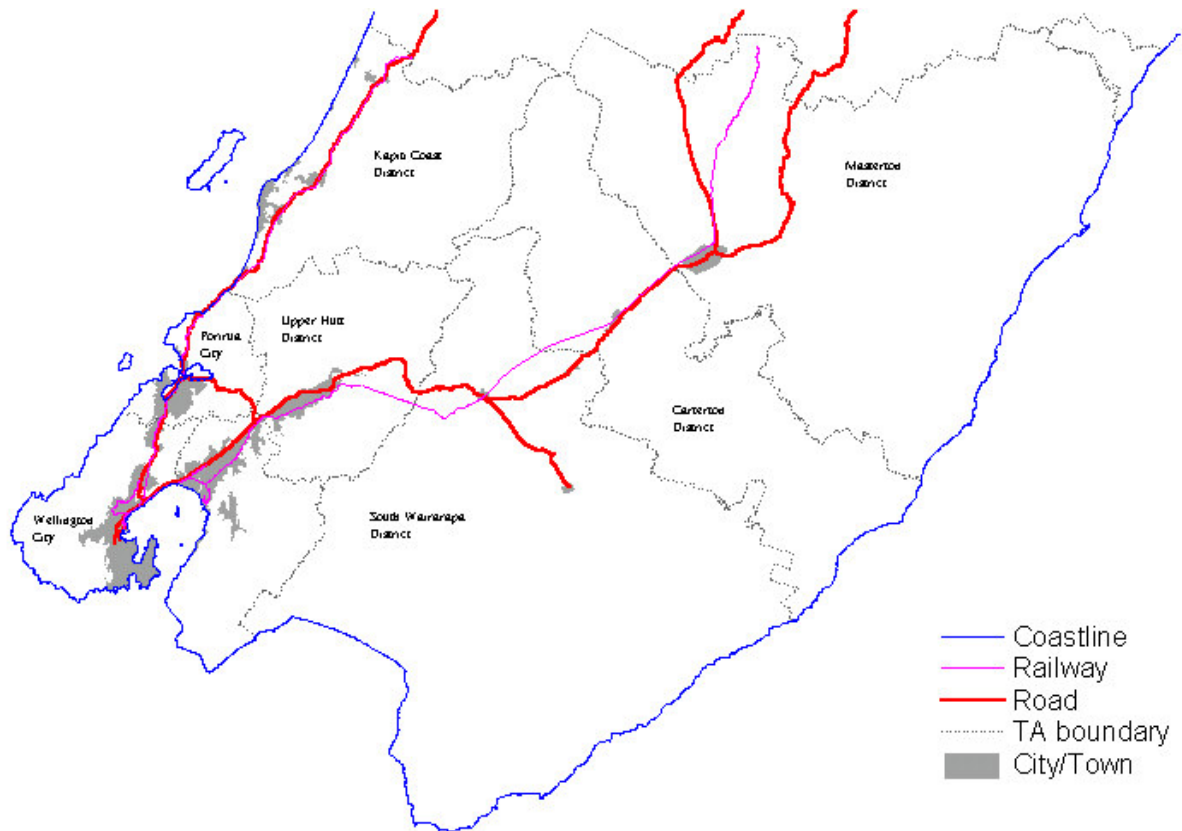 Kapiti Coast
District
Masterton
District
Porirua
City
Upper Hutt
District
Carterton
District
Wellington
City
South Wairarapa
District
Coastline
Railway
Road
TA boundary
City/Town